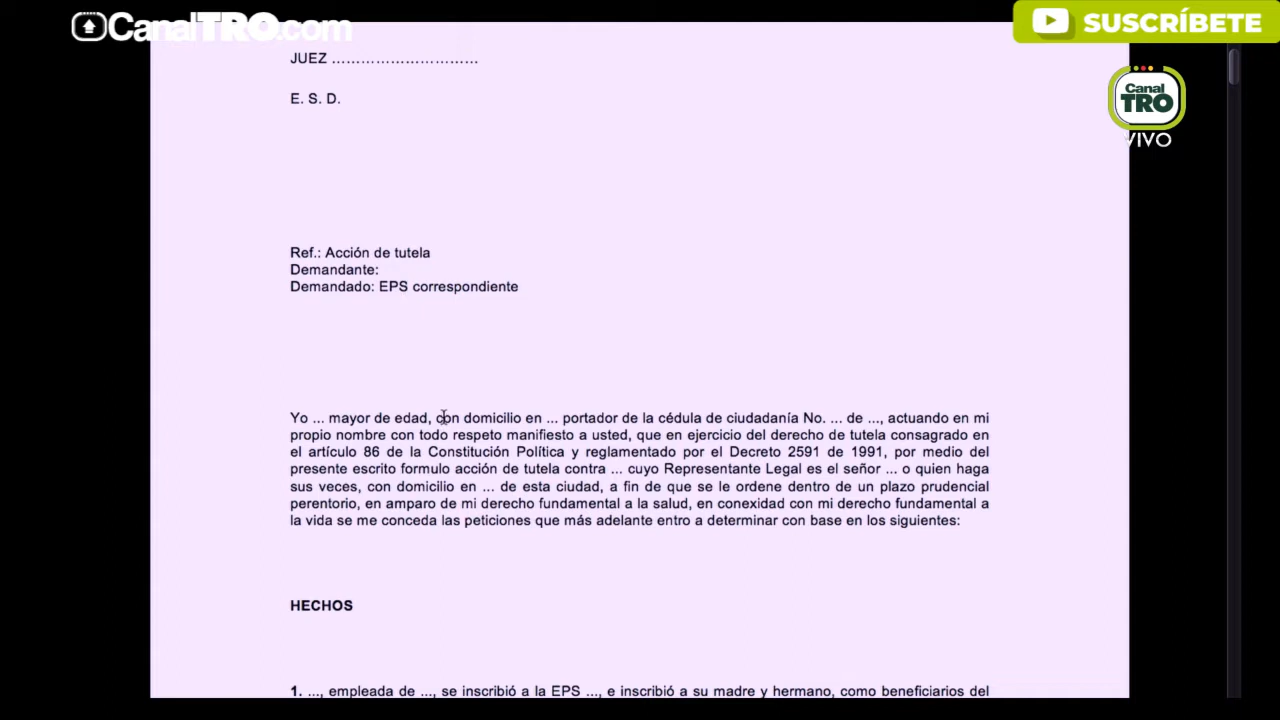 CanalTRO.com
SUSCRÍBETE
Canal
TRO
VIVO
JUEZ …………………………
E. S. D.
Ref.: Acción de tutela
Demandante:
Demandado: EPS correspondiente
Yo ... mayor de edad, con domicilio en ... portador de la cédula de ciudadanía No. ... de ..., actuando en mi
propio nombre con todo respeto manifiesto a usted, que en ejercicio del derecho de tutela consagrado en
el artículo 86 de la Constitución Política y reglamentado por el Decreto 2591 de 1991, por medio del
presente escrito formulo acción de tutela contra ... cuyo Representante Legal es el señor ... o quien haga
sus veces, con domicilio en ... de esta ciudad, a fin de que se le ordene dentro de un plazo prudencial
perentorio, en amparo de mi derecho fundamental a la salud, en conexidad con mi derecho fundamental a
la vida se me conceda las peticiones que más adelante entro a determinar con base en los siguientes:
HECHOS
1. ..., empleada de ..., se inscribió a la EPS ..., e inscribió a su madre y hermano, como beneficiarios del